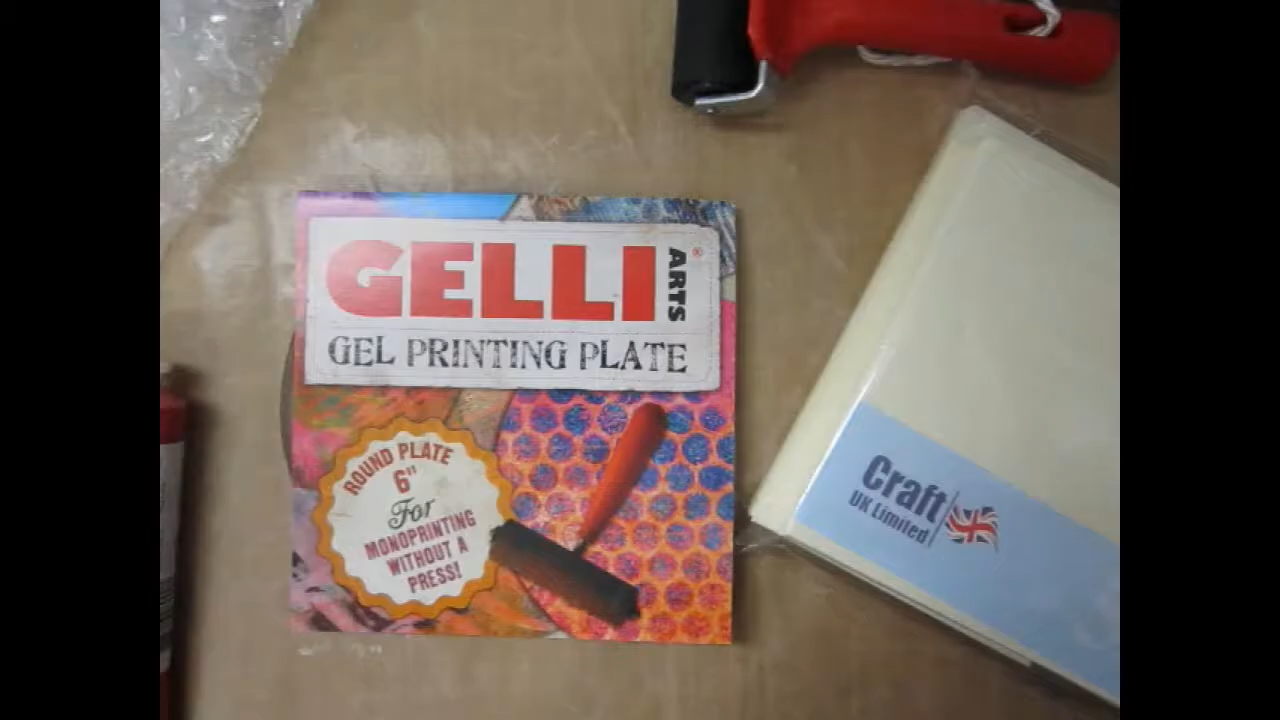 GELLI
ARTS®
GEL PRINTING PLATE
ROUND PLATE
6"
For
MONOPRINTING
WITHOUT A
PRESS!
Craft
UK Limited